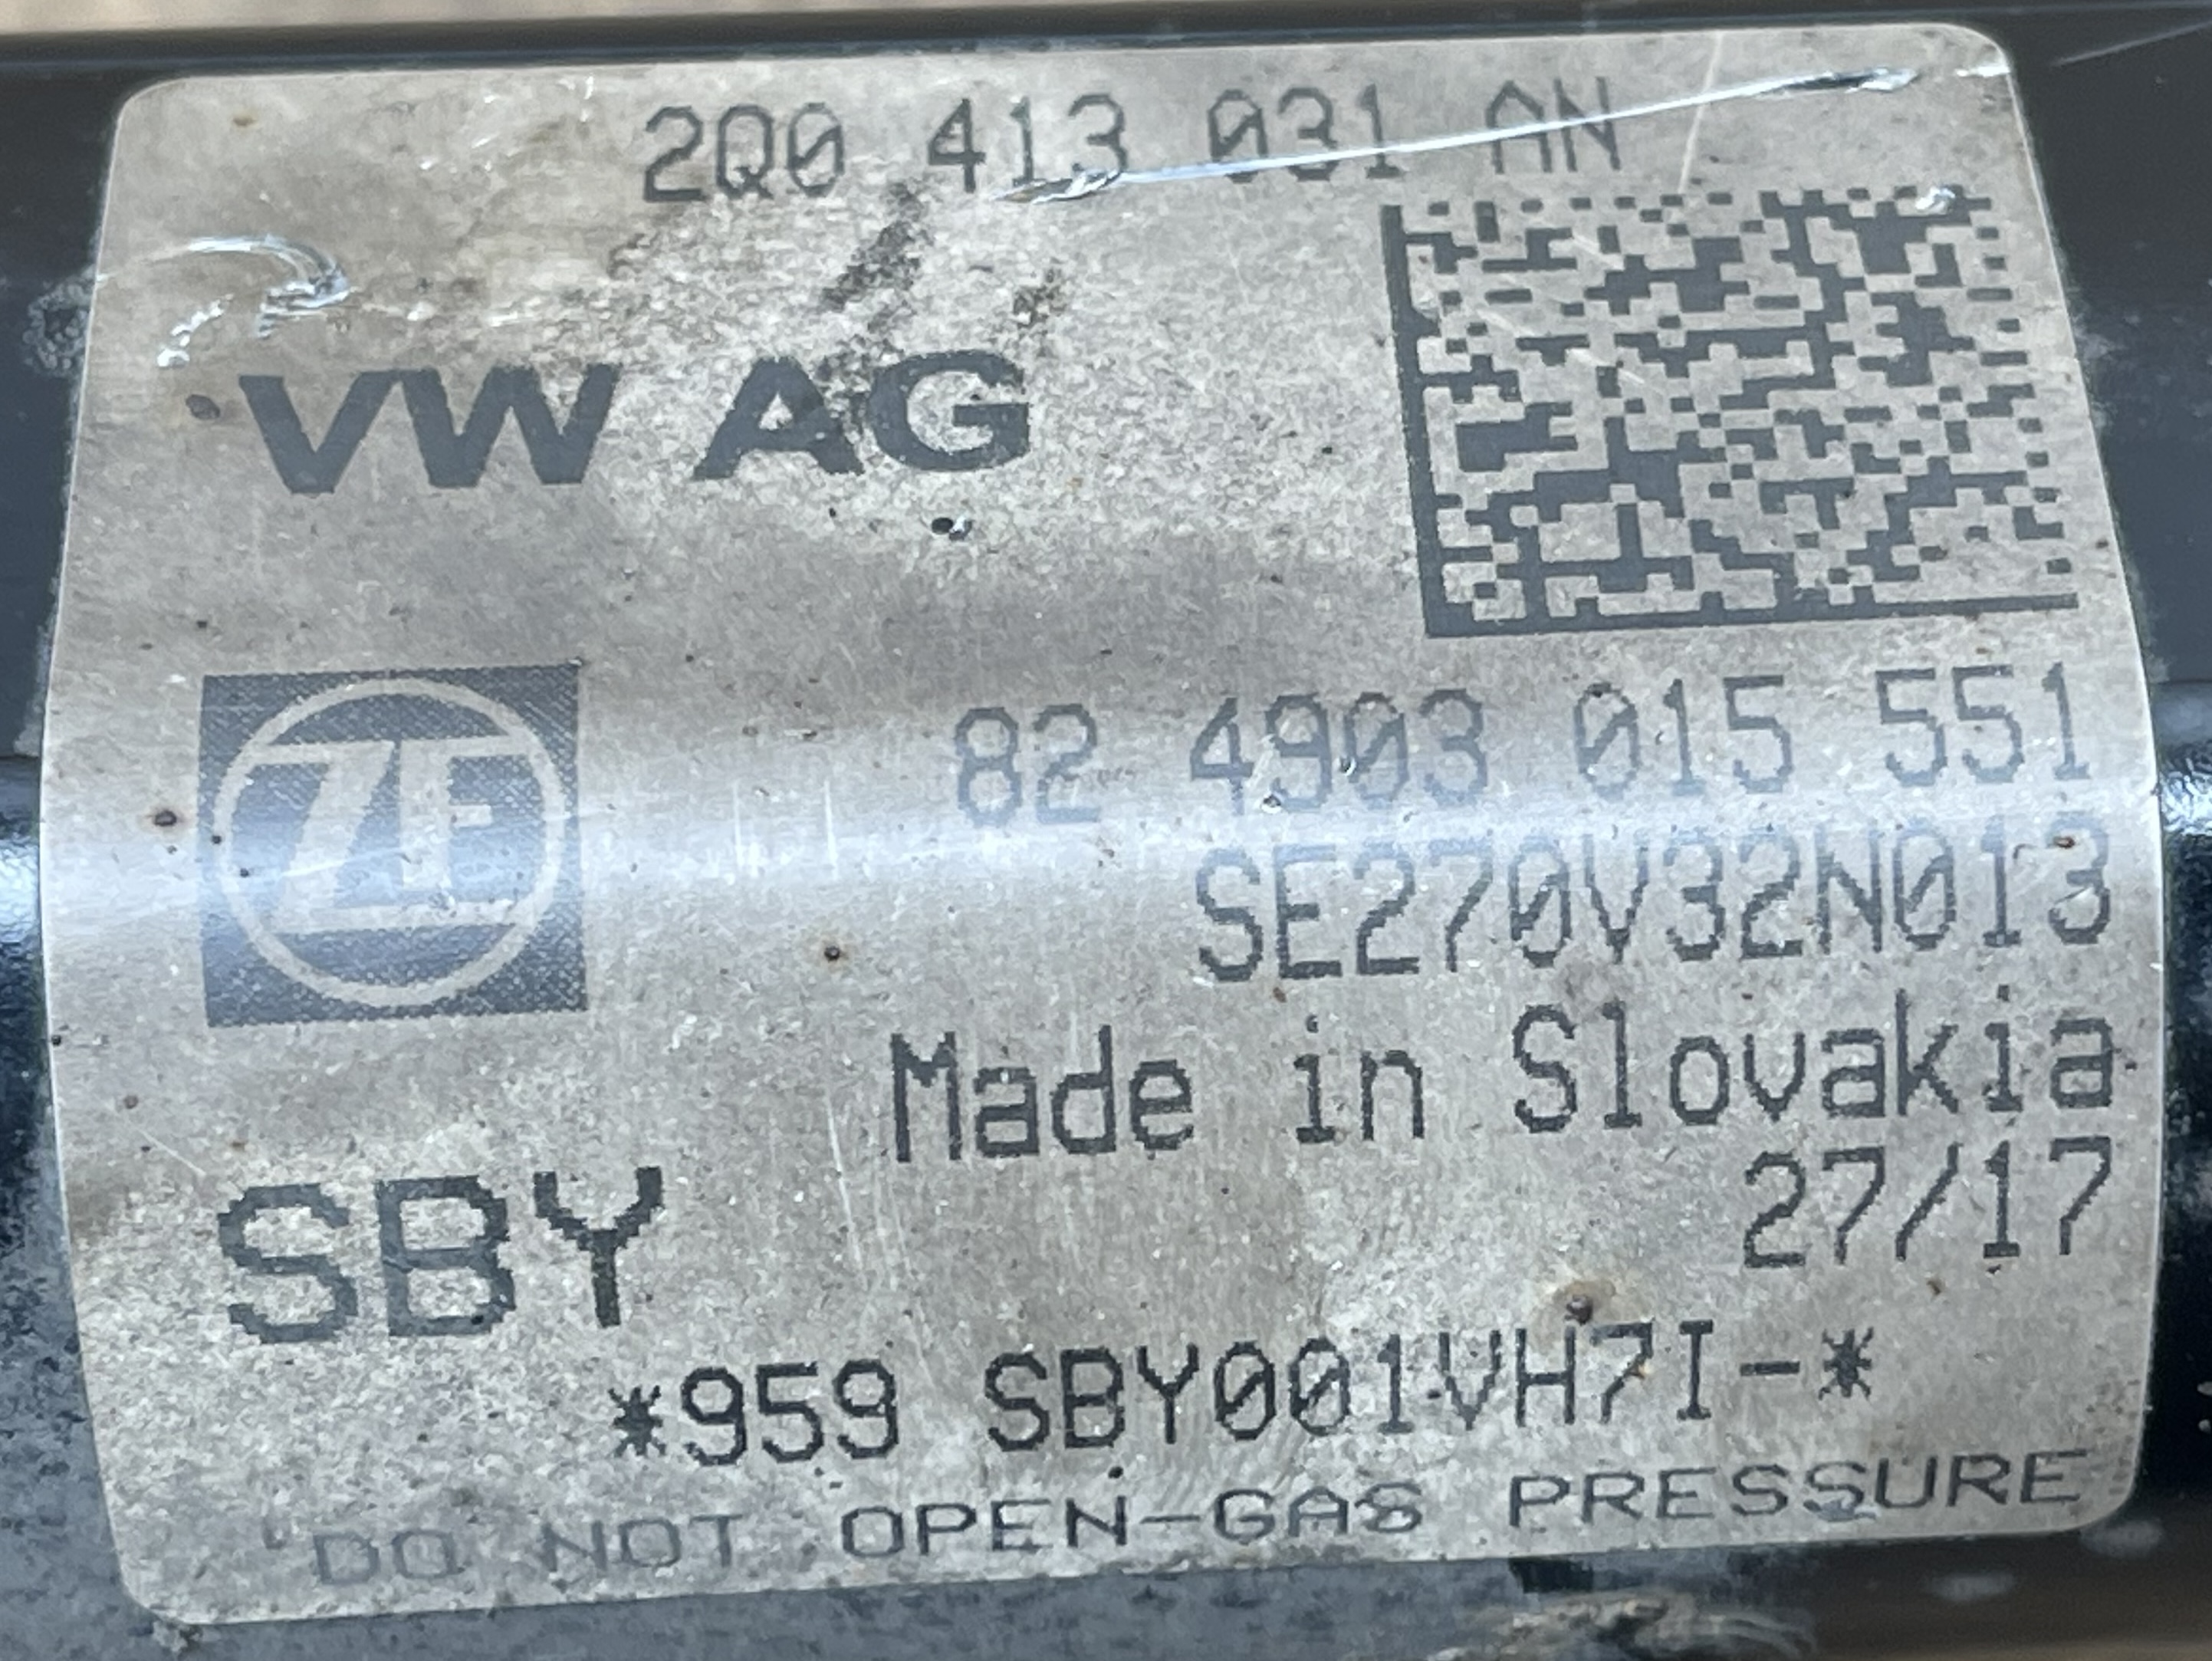 2Q0 413 031 AN
VW AG
ZF
82 4903 015 551
SE270V32N013
Made in Slovakia
27/17
SBY
*959 SBY001VH7I-*
DO NOT OPEN-GAS PRESSURE